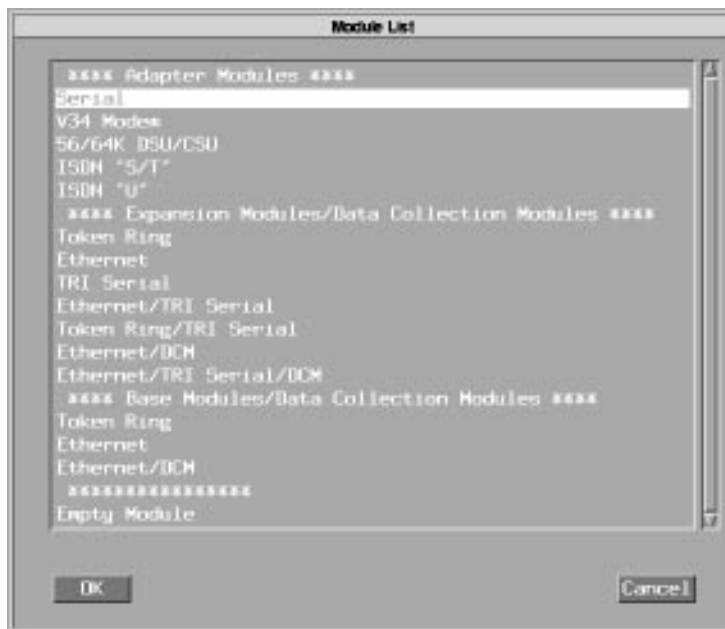 Module List
**** Adapter Modules ****
Serial
V34 Modem
56/64K DSU/CSU
ISDN "S/T"
ISDN "U"
**** Expansion Modules/Data Collection Modules ****
Token Ring
Ethernet
TRI Serial
Ethernet/TRI Serial
Token Ring/TRI Serial
Ethernet/DCM
Ethernet/TRI Serial/DCM
**** Base Modules/Data Collection Modules ****
Token Ring
Ethernet
Ethernet/DCM
****************
Empty Module
OK
Cancel